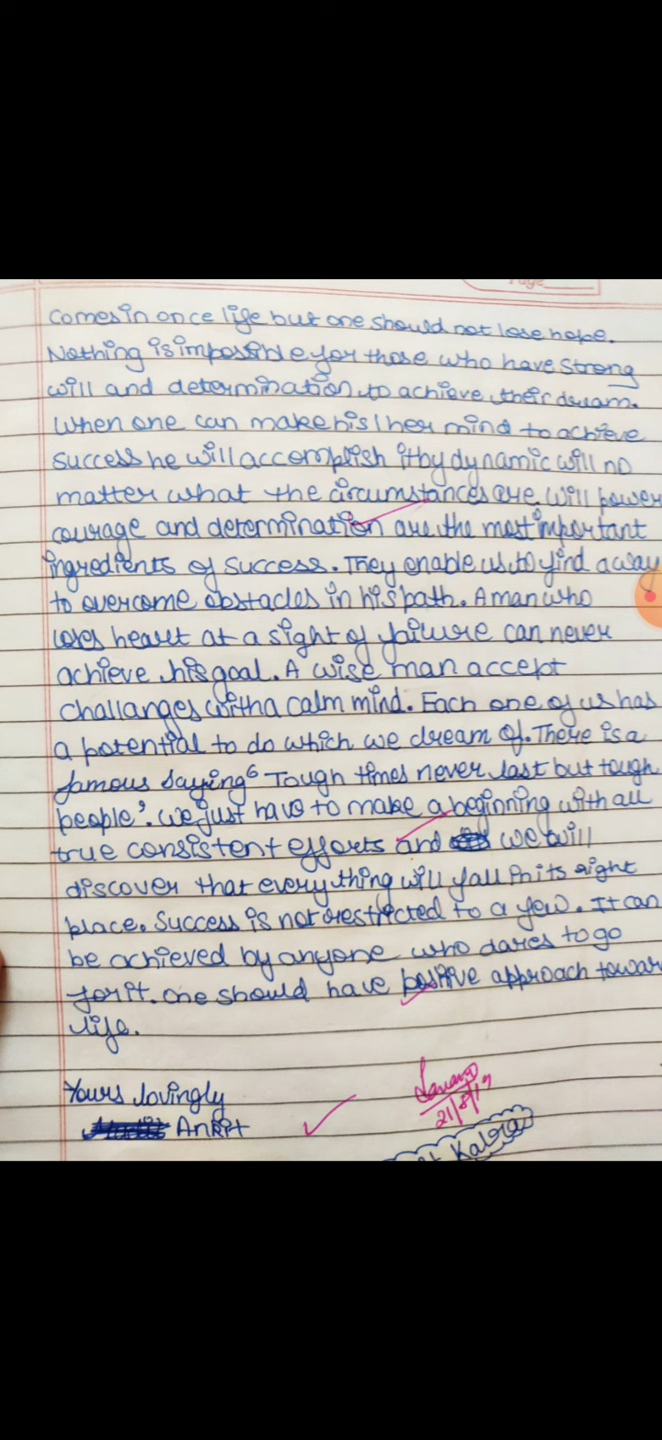 Page
comes in once life but one should not lose hope.
Nothing is impossible for those who have strong
will and determination to achieve their dream.
When one can make his/her mind to achieve
success he will accomplish it by dynamic will no
matter what the circumstances are. Will power
courage and determination are the most important
ingredients of success. They enable us to find a way
to overcome obstacles in his path. A man who
loses heart at a sight of failure can never
achieve his goal. A wise man accept
challanges with a calm mind. Each one of us has
a potential to do which we dream of. There is a
famous saying ‘Tough times never last but tough
people’. We just have to make a beginning with all
true consistent efforts and we will
discover that everything will fall in its right
place. Success is not restricted to a few. It can
be achieved by anyone who dares to go
for it. One should have positive approach towar
life.
Yours lovingly
Ankit
21/8/19
Kalra